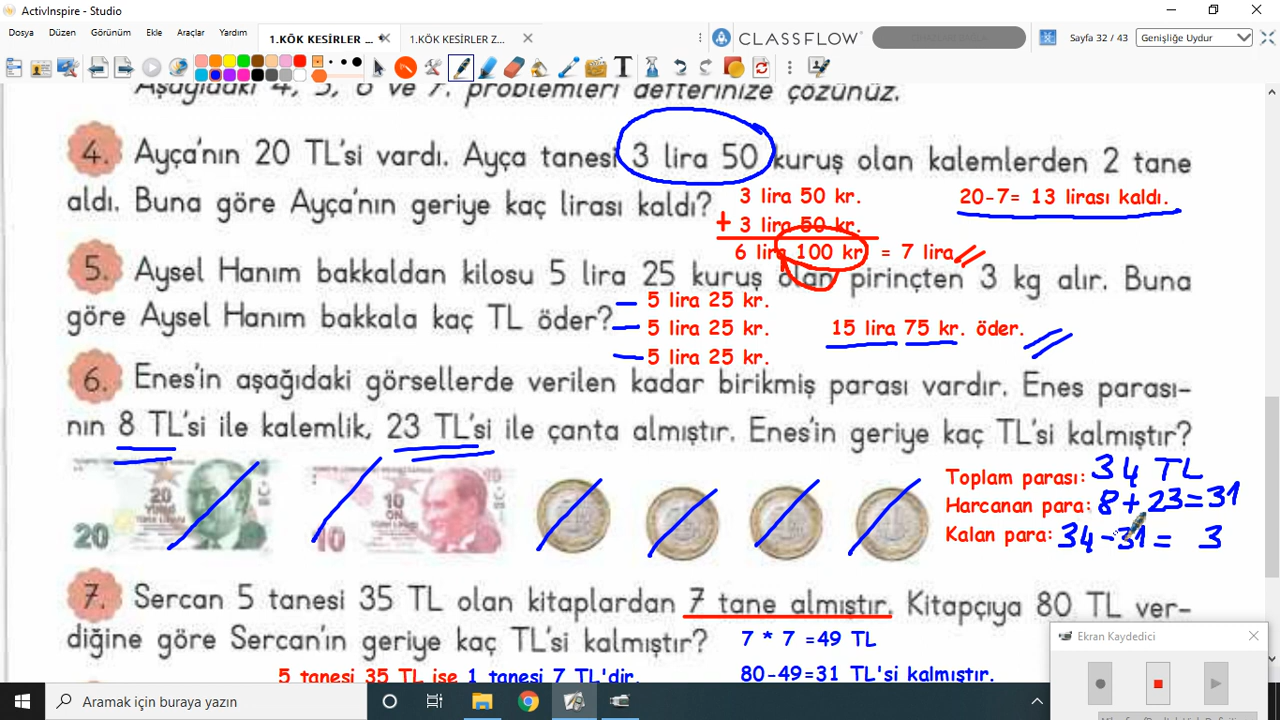 ActivInspire - Studio
Dosya Düzen Görünüm Ekle Araçlar Yardım
1.KÖK KESİRLER ... 1.KÖK KESİRLER Z...
CLASSFLOW
Sayfa 32 / 43
Genişliğe Uydur
Aşağıdaki 4, 5, 6 ve 7. problemleri defterinize çözünüz.
4. Ayça'nın 20 TL'si vardı. Ayça tanesi 3 lira 50 kuruş olan kalemlerden 2 tane
aldı. Buna göre Ayça'nın geriye kaç lirası kaldı?
3 lira 50 kr.
+ 3 lira 50 kr.
6 lira 100 kr = 7 lira
20-7= 13 lirası kaldı.
5. Aysel Hanım bakkaldan kilosu 5 lira 25 kuruş olan pirinçten 3 kg alır. Buna
göre Aysel Hanım bakkala kaç TL öder?
5 lira 25 kr.
5 lira 25 kr.
5 lira 25 kr.
15 lira 75 kr. öder.
6. Enes'in aşağıdaki görsellerde verilen kadar birikmiş parası vardır. Enes parası-
nın 8 TL'si ile kalemlik, 23 TL'si ile çanta almıştır. Enes'in geriye kaç TL'si kalmıştır?
20
20
TÜRK
LİRASI
10
10
ON
TÜRK
LİRASI
10
Toplam parası: 34 TL
Harcanan para: 8+23=31
Kalan para: 34-31= 3
7. Sercan 5 tanesi 35 TL olan kitaplardan 7 tane almıştır. Kitapçıya 80 TL ver-
diğine göre Sercan'ın geriye kaç TL'si kalmıştır?
7 * 7 =49 TL
5 tanesi 35 TL ise 1 tanesi 7 TL'dir.
80-49=31 TL'si kalmıştır.
Ekran Kaydedici
Aramak için buraya yazın